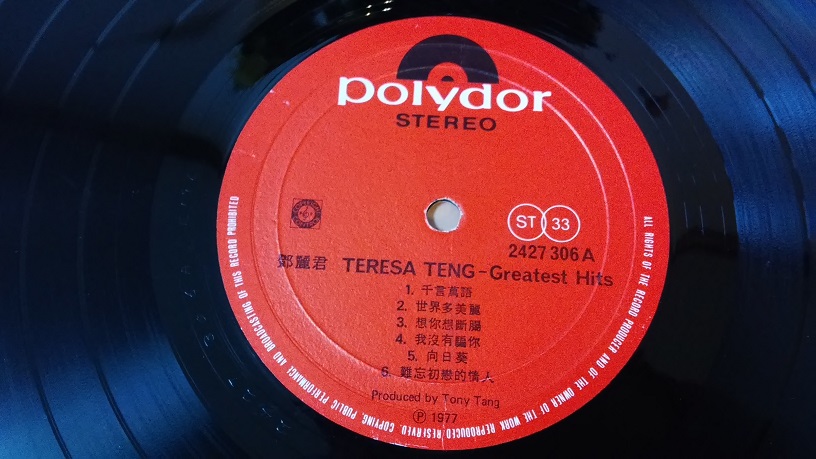 polydor
STEREO
ST 33
2427 306 A
鄧麗君 TERESA TENG-Greatest Hits
1. 千言萬語
2. 世界多美麗
3. 想你想斷腸
4. 我沒有騙你
5. 向日葵
6. 難忘初戀的情人
Produced by Tony Tang
Ⓟ 1977
ALL RIGHTS OF THE RECORD PRODUCER AND OF THE OWNER OF THE WORK REPRODUCED RESERVED. COPYING, PUBLIC PERFORMANCE AND BROADCASTING OF THIS RECORD PROHIBITED